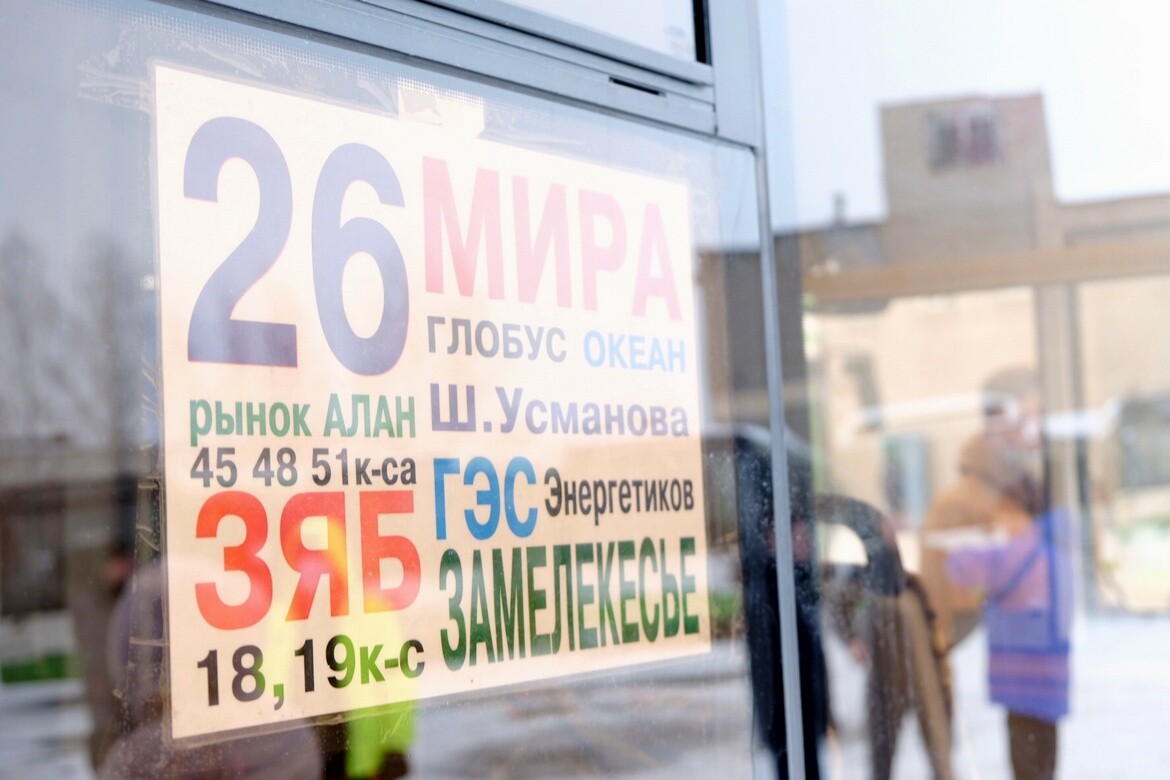 26 МИРА
ГЛОБУС ОКЕАН
рынок АЛАН Ш.Усманова
45 48 51к-са ГЭС Энергетиков
ЗЯБ ЗАМЕЛЕКЕСЬЕ
18,19к-с